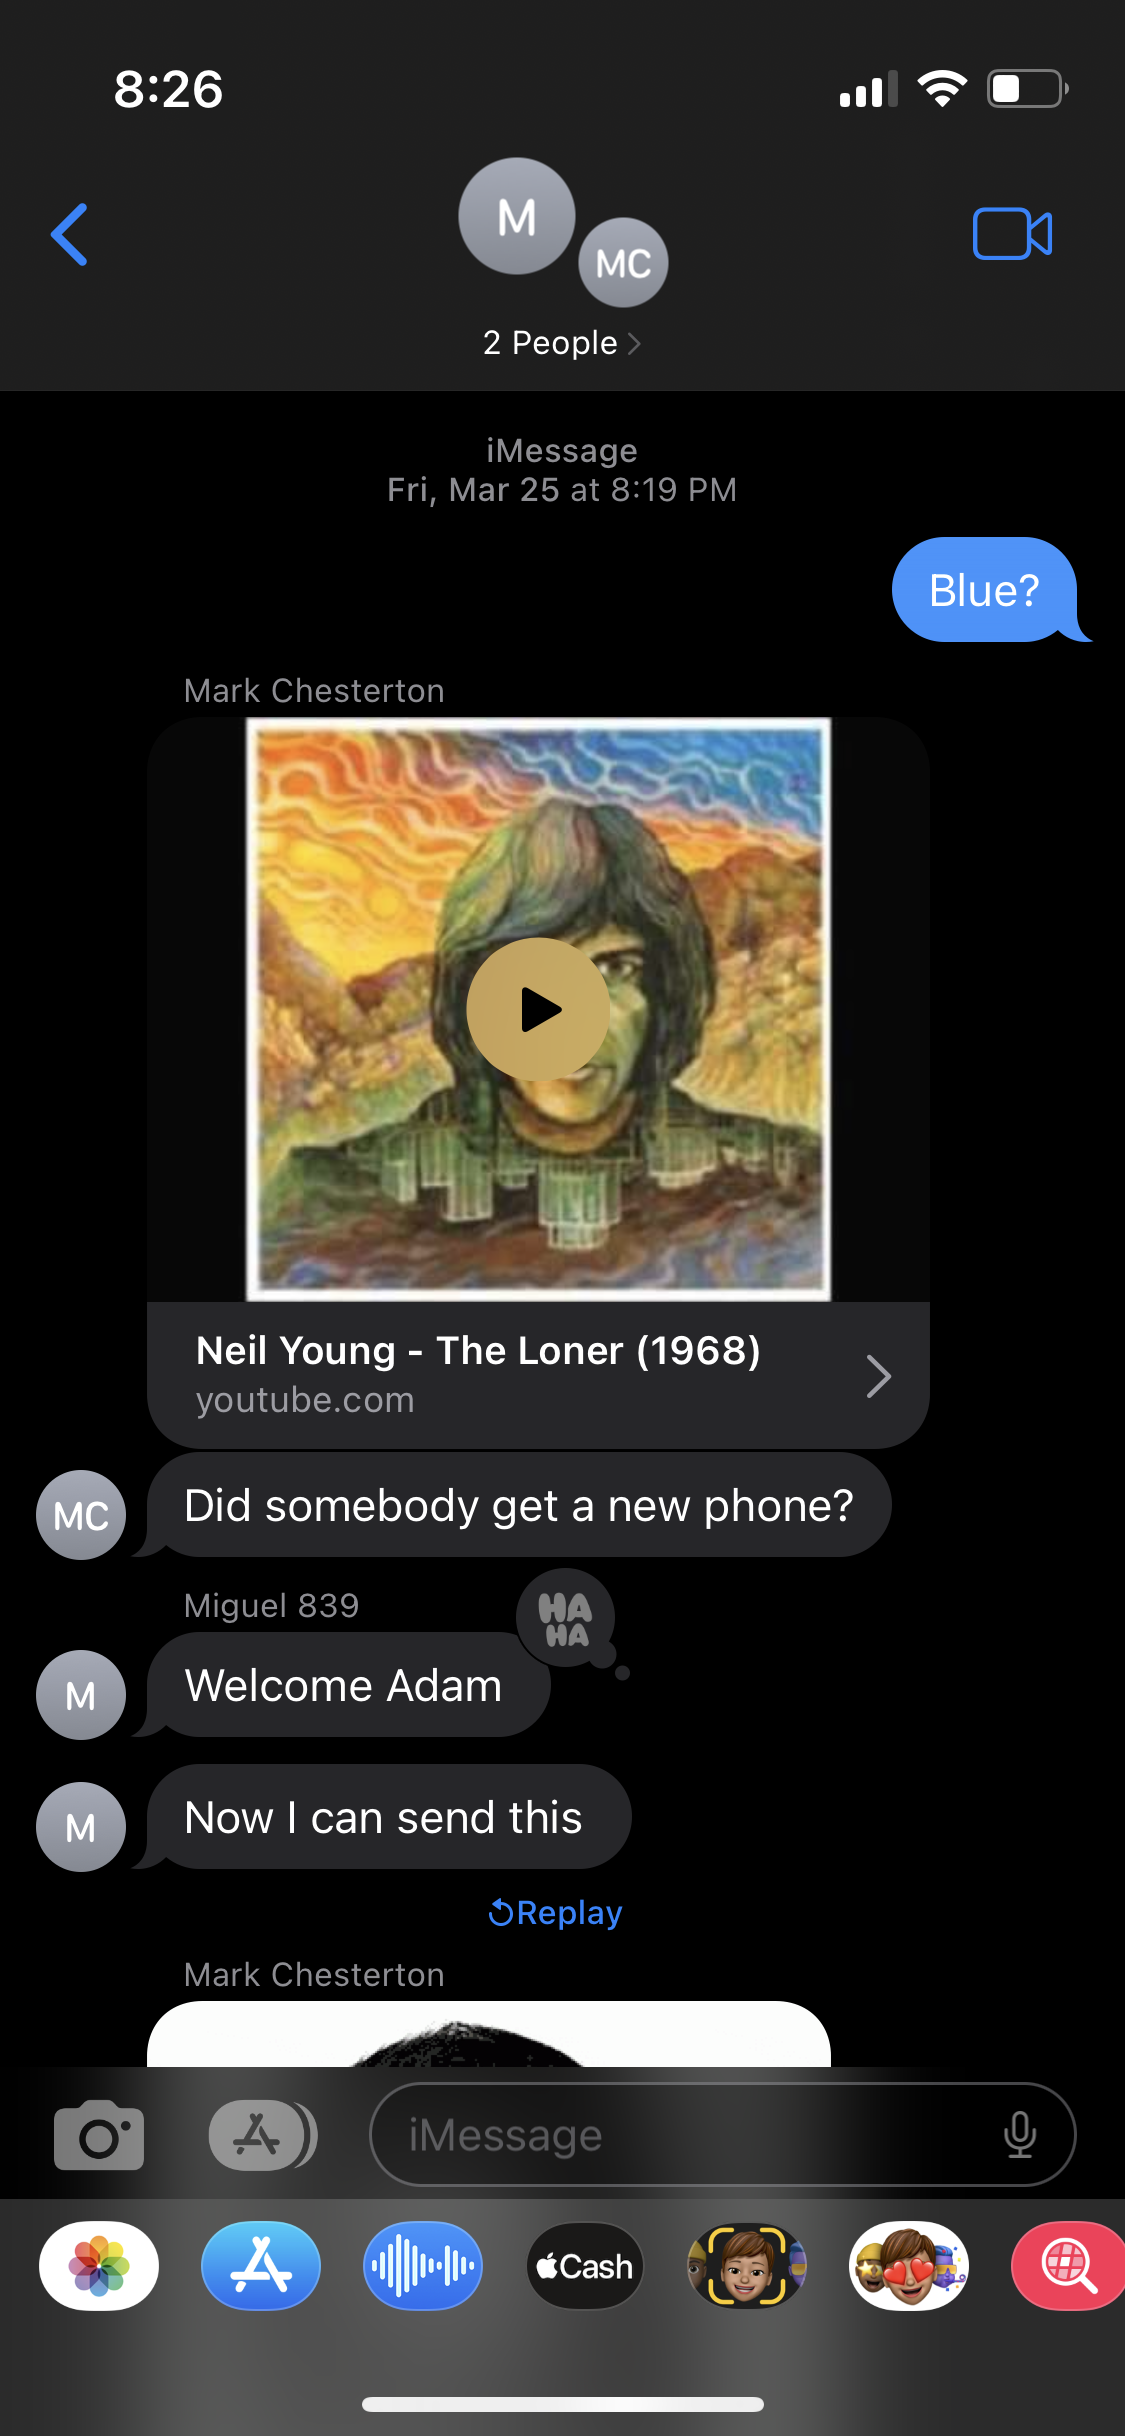 8:26
M
MC
2 People
iMessage
Fri, Mar 25 at 8:19 PM
Blue?
Mark Chesterton
Neil Young - The Loner (1968)
youtube.com
MC
Did somebody get a new phone?
Miguel 839
HA
HA
M
Welcome Adam
M
Now I can send this
Replay
Mark Chesterton
iMessage
Cash